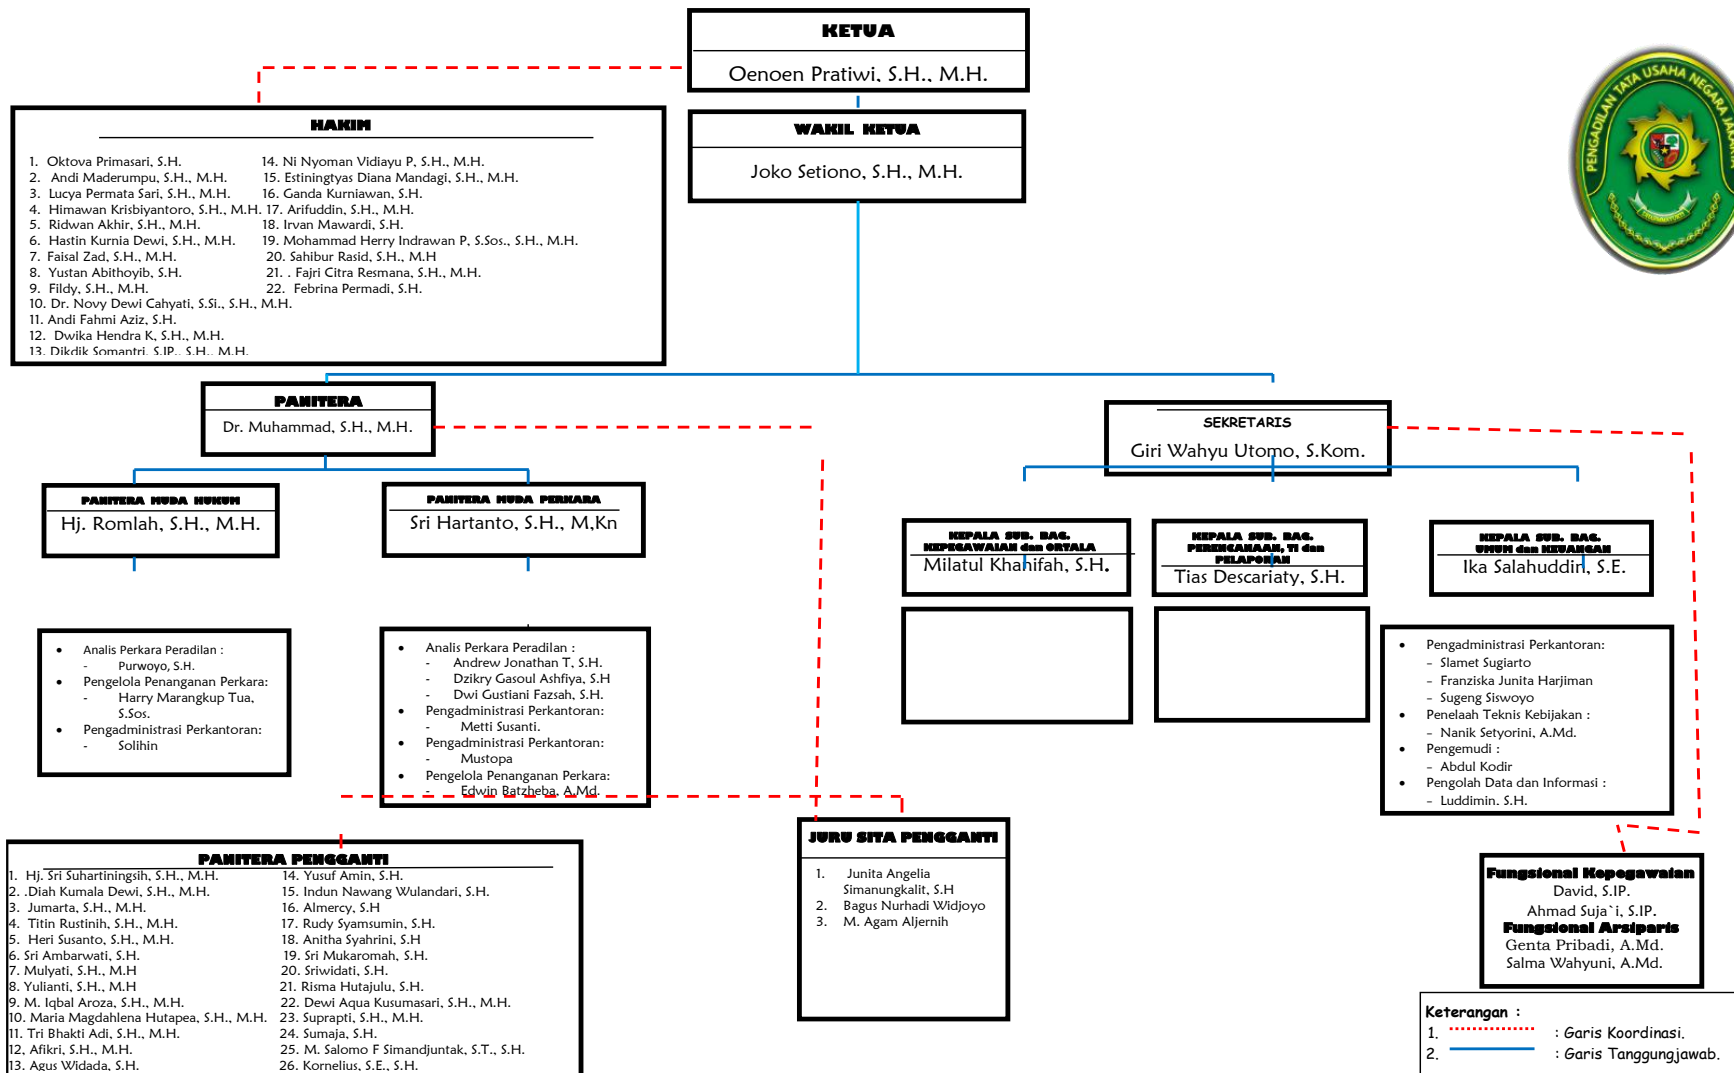 KETUA
Oenoen Pratiwi, S.H., M.H.
WAKIL KETUA
Joko Setiono, S.H., M.H.
PENGADILAN TATA USAHA NEGARA JAKARTA
HAKIM
1. Oktova Primasari, S.H.
2. Andi Maderumpu, S.H., M.H.
3. Lucya Permata Sari, S.H., M.H.
4. Himawan Krisbiyantoro, S.H., M.H.
5. Ridwan Akhir, S.H., M.H.
6. Hastin Kurnia Dewi, S.H., M.H.
7. Faisal Zad, S.H., M.H.
8. Yustan Abithoyib, S.H.
9. Fildy, S.H., M.H.
10. Dr. Novy Dewi Cahyati, S.Si., S.H., M.H.
11. Andi Fahmi Aziz, S.H.
12. Dwika Hendra K, S.H., M.H.
13. Dikdik Somantri, S.IP., S.H., M.H.
14. Ni Nyoman Vidiayu P, S.H., M.H.
15. Estiningtyas Diana Mandagi, S.H., M.H.
16. Ganda Kurniawan, S.H.
17. Arifuddin, S.H., M.H.
18. Irvan Mawardi, S.H.
19. Mohammad Herry Indrawan P, S.Sos., S.H., M.H.
20. Sahibur Rasid, S.H., M.H
21. . Fajri Citra Resmana, S.H., M.H.
22. Febrina Permadi, S.H.
PANITERA
Dr. Muhammad, S.H., M.H.
SEKRETARIS
Giri Wahyu Utomo, S.Kom.
PANITERA MUDA HUKUM
Hj. Romlah, S.H., M.H.
PANITERA MUDA PERKARA
Sri Hartanto, S.H., M,Kn
KEPALA SUB. BAG.
KEPEGAWAIAN dan ORTALA
Milatul Khanifah, S.H.
KEPALA SUB. BAG.
PERENCANAAN, TI dan
PELAPORAN
Tias Descariaty, S.H.
KEPALA SUB. BAG.
UMUM dan KEUANGAN
Ika Salahuddin, S.E.
• Analis Perkara Peradilan :
- Purwoyo, S.H.
• Pengelola Penanganan Perkara:
- Harry Marangkup Tua,
S.Sos.
• Pengadministrasi Perkantoran:
- Solihin
• Analis Perkara Peradilan :
- Andrew Jonathan T, S.H.
- Dzikry Gasoul Ashfiya, S.H
- Dwi Gustiani Fazsah, S.H.
• Pengadministrasi Perkantoran:
- Metti Susanti.
• Pengadministrasi Perkantoran:
- Mustopa
• Pengelola Penanganan Perkara:
- Edwin Batzheba, A.Md.
• Pengadministrasi Perkantoran:
- Slamet Sugiarto
- Franziska Junita Harjiman
- Sugeng Siswoyo
• Penelaah Teknis Kebijakan :
- Nanik Setyorini, A.Md.
• Pengemudi :
- Abdul Kodir
• Pengolah Data dan Informasi :
- Luddimin. S.H.
PANITERA PENGGANTI
1. Hj. Sri Suhartiningsih, S.H., M.H.
2. .Diah Kumala Dewi, S.H., M.H.
3. Jumarta, S.H., M.H.
4. Titin Rustinih, S.H., M.H.
5. Heri Susanto, S.H., M.H.
6. Sri Ambarwati, S.H.
7. Mulyati, S.H., M.H
8. Yulianti, S.H., M.H
9. M. Iqbal Aroza, S.H., M.H.
10. Maria Magdahlena Hutapea, S.H., M.H.
11. Tri Bhakti Adi, S.H., M.H.
12, Afikri, S.H., M.H.
13. Agus Widada, S.H.
14. Yusuf Amin, S.H.
15. Indun Nawang Wulandari, S.H.
16. Almercy, S.H
17. Rudy Syamsumin, S.H.
18. Anitha Syahrini, S.H
19. Sri Mukaromah, S.H.
20. Sriwidati, S.H.
21. Risma Hutajulu, S.H
22. Dewi Aqua Kusumasari, S.H., M.H.
23. Suprapti, S.H., M.H.
24. Sumaja, S.H.
25. M. Salomo F Simandjuntak, S.T., S.H.
26. Kornelius, S.E., S.H.
JURU SITA PENGGANTI
1. Junita Angelia
Simanungkalit, S.H
2. Bagus Nurhadi Widjoyo
3. M. Agam Aljernih
Fungsional Kepegawaian
David, S.IP.
Ahmad Suja`i, S.IP.
Fungsional Arsiparis
Genta Pribadi, A.Md.
Salma Wahyuni, A.Md.
Keterangan :
1. : Garis Koordinasi.
2. : Garis Tanggungjawab.